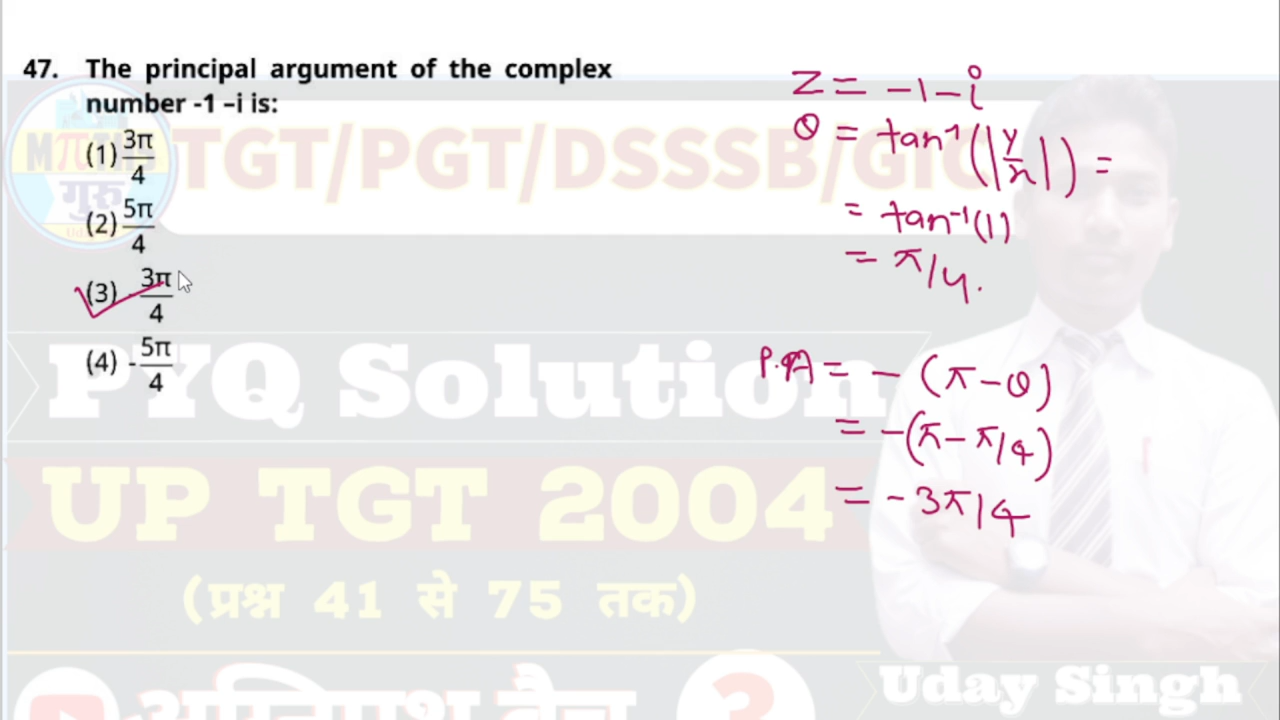 47. The principal argument of the complex
number -1 –i is:
(1) 3π/4
(2) 5π/4
(3) -3π/4
(4) -5π/4
z = -1-i
θ = tan⁻¹(|y/x|) =
= tan⁻¹(1)
= π/4.
P.A = -(π-θ)
= -(π-π/4)
= -3π/4
TGT/PGT/DSSSB/GIC
गुरु
PYQ Solution
UP TGT 2004
(प्रश्न 41 से 75 तक)
Uday Singh